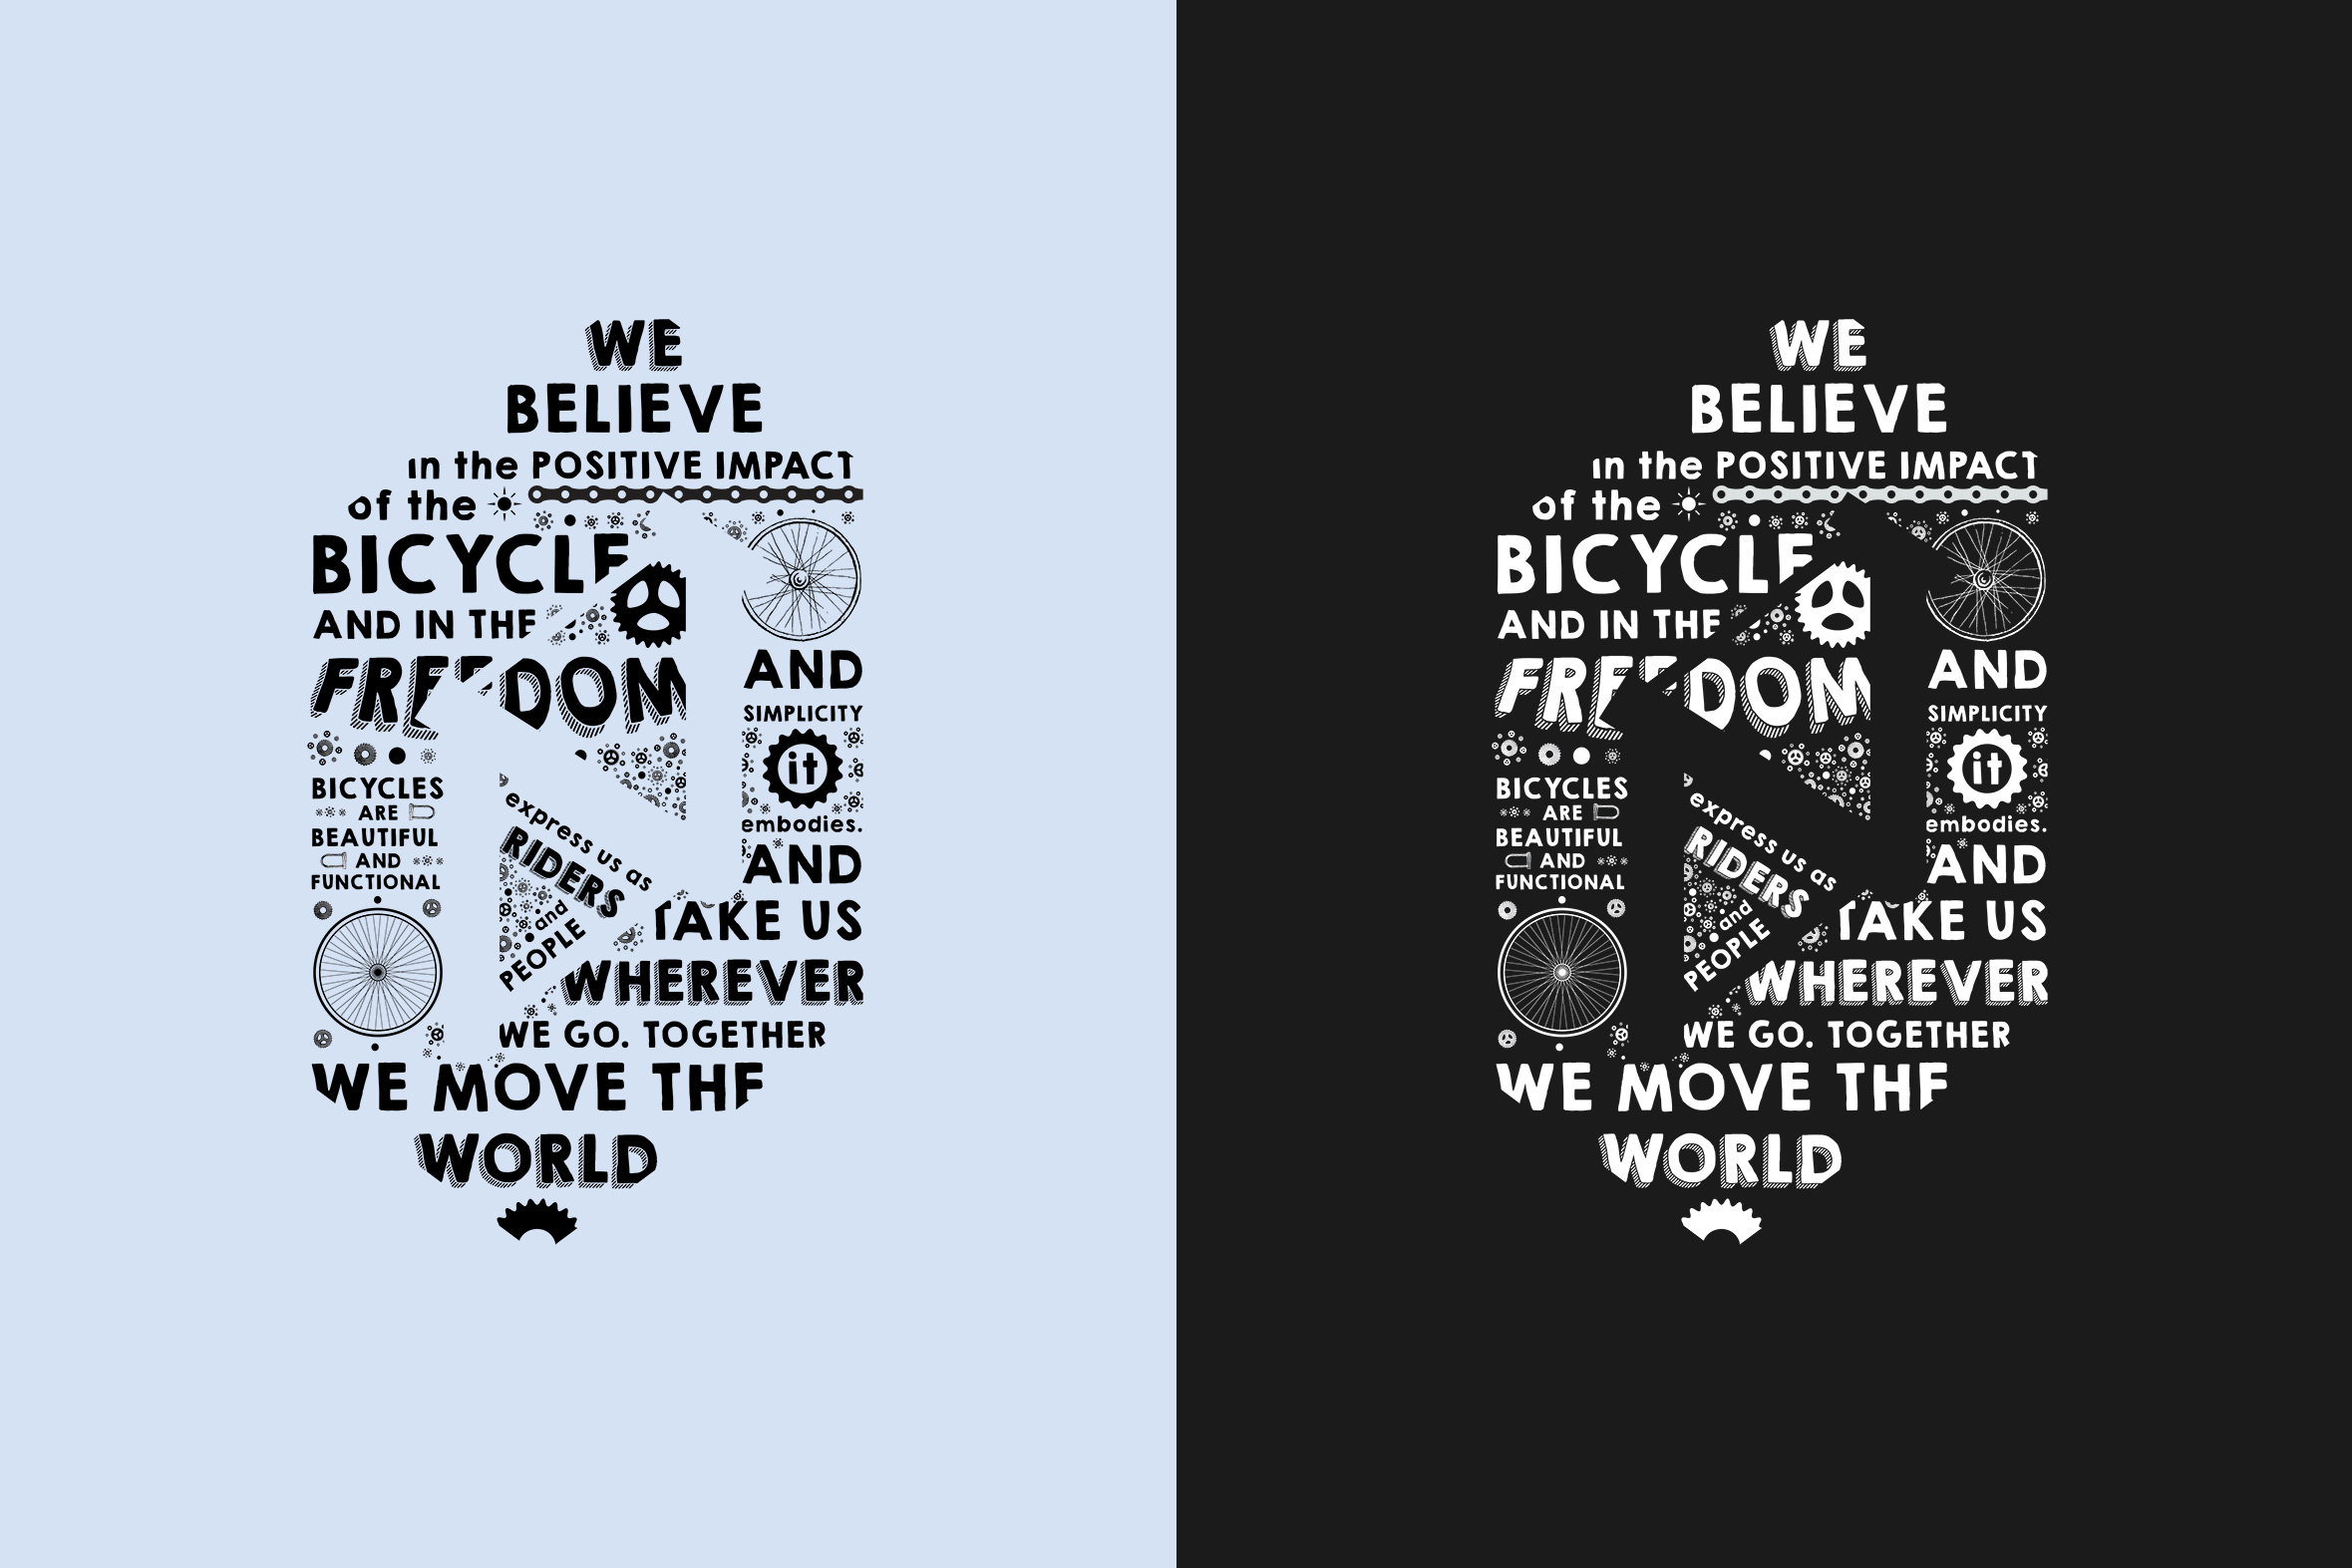 WE
BELIEVE
in the POSITIVE IMPACT
of the
BICYCLE
AND IN THE
FREEDOM
AND
SIMPLICITY
it
embodies.
BICYCLES
ARE
BEAUTIFUL
AND
FUNCTIONAL
express us as
RIDERS
and
PEOPLE
AND
TAKE US
WHEREVER
WE GO. TOGETHER
WE MOVE THE
WORLD
WE
BELIEVE
in the POSITIVE IMPACT
of the
BICYCLE
AND IN THE
FREEDOM
AND
SIMPLICITY
it
embodies.
BICYCLES
ARE
BEAUTIFUL
AND
FUNCTIONAL
express us as
RIDERS
and
PEOPLE
AND
TAKE US
WHEREVER
WE GO. TOGETHER
WE MOVE THE
WORLD